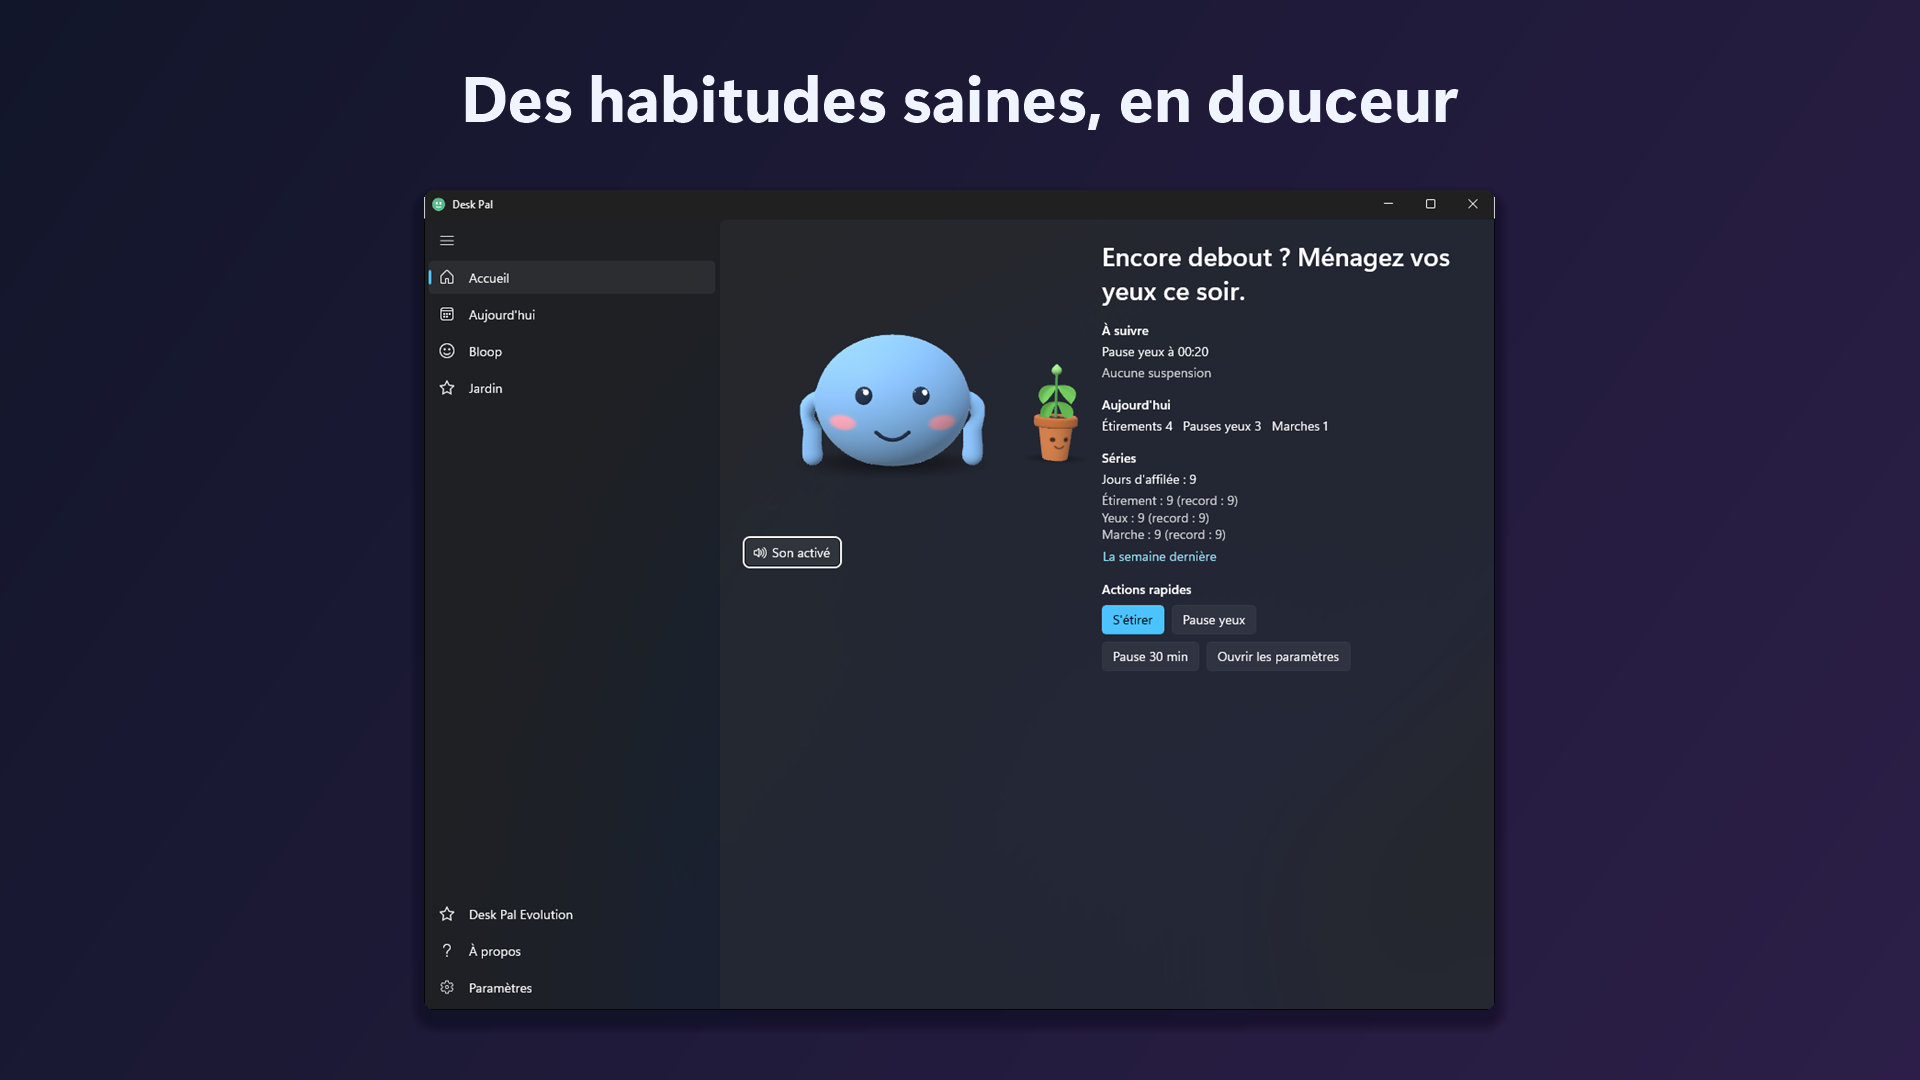 Des habitudes saines, en douceur
Desk Pal
Accueil
Aujourd'hui
Bloop
Jardin
Desk Pal Evolution
À propos
Paramètres
Son activé
Encore debout ? Ménagez vos
yeux ce soir.
À suivre
Pause yeux à 00:20
Aucune suspension
Aujourd'hui
Étirements 4 Pauses yeux 3 Marches 1
Séries
Jours d'affilée : 9
Étirement : 9 (record : 9)
Yeux : 9 (record : 9)
Marche : 9 (record : 9)
La semaine dernière
Actions rapides
S'étirer Pause yeux
Pause 30 min Ouvrir les paramètres